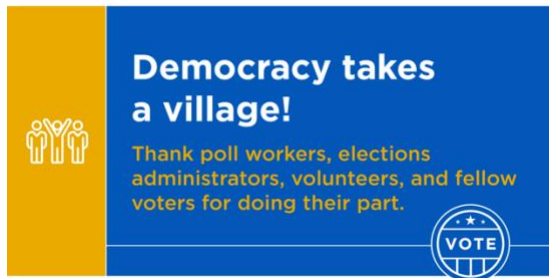 Democracy takes
a village!
Thank poll workers, elections
administrators, volunteers, and fellow
voters for doing their part.
VOTE